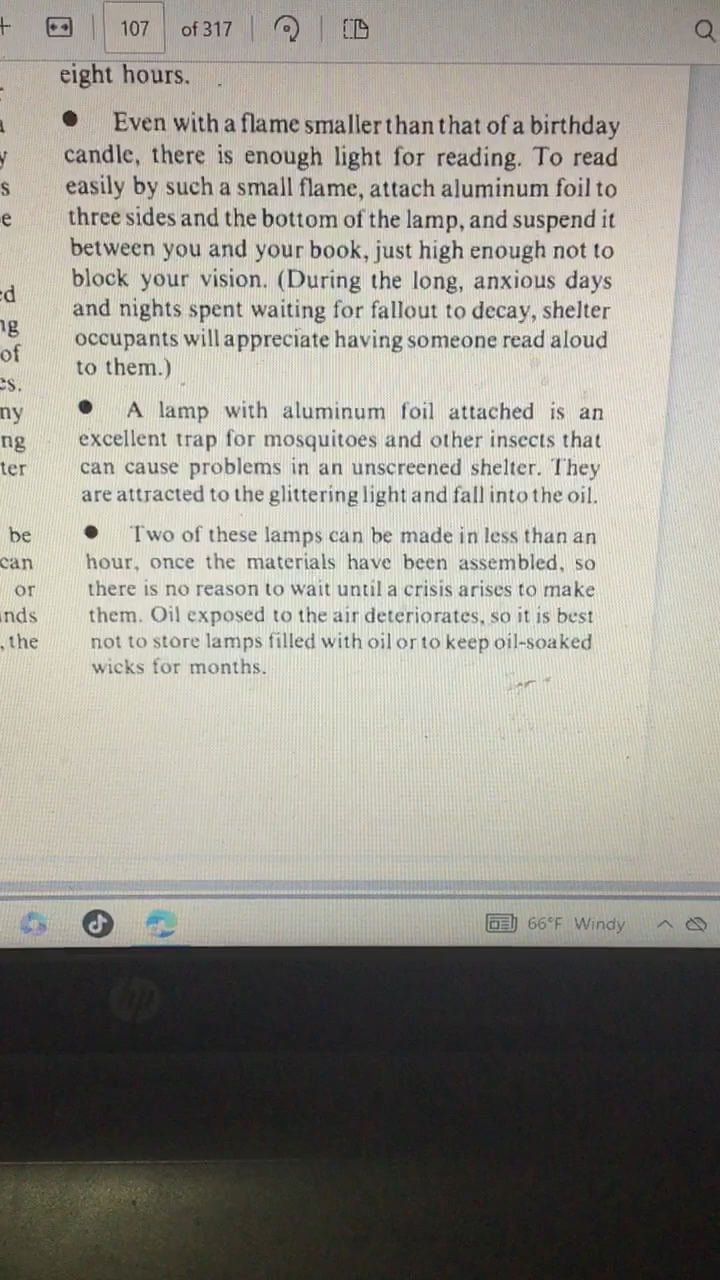 107 of 317
eight hours.
● Even with a flame smaller than that of a birthday
candle, there is enough light for reading. To read
easily by such a small flame, attach aluminum foil to
three sides and the bottom of the lamp, and suspend it
between you and your book, just high enough not to
block your vision. (During the long, anxious days
and nights spent waiting for fallout to decay, shelter
occupants will appreciate having someone read aloud
to them.)
● A lamp with aluminum foil attached is an
excellent trap for mosquitoes and other insects that
can cause problems in an unscreened shelter. They
are attracted to the glittering light and fall into the oil.
● Two of these lamps can be made in less than an
hour, once the materials have been assembled, so
there is no reason to wait until a crisis arises to make
them. Oil exposed to the air deteriorates, so it is best
not to store lamps filled with oil or to keep oil-soaked
wicks for months.
of
be
can
or
, the
66°F Windy
hp